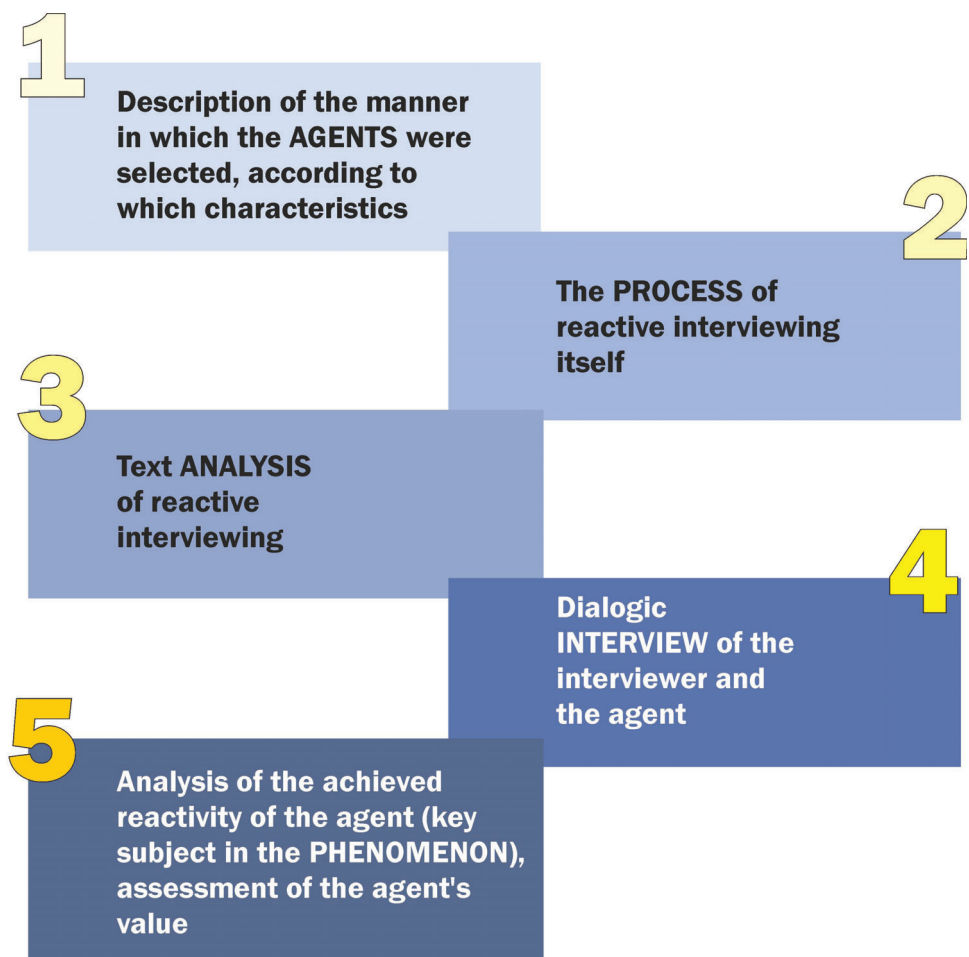 1
Description of the manner
in which the AGENTS were
selected, according to
which characteristics
2
The PROCESS of
reactive interviewing
itself
3
Text ANALYSIS
of reactive
interviewing
4
Dialogic
INTERVIEW of the
interviewer and
the agent
5
Analysis of the achieved
reactivity of the agent (key
subject in the PHENOMENON),
assessment of the agent's
value